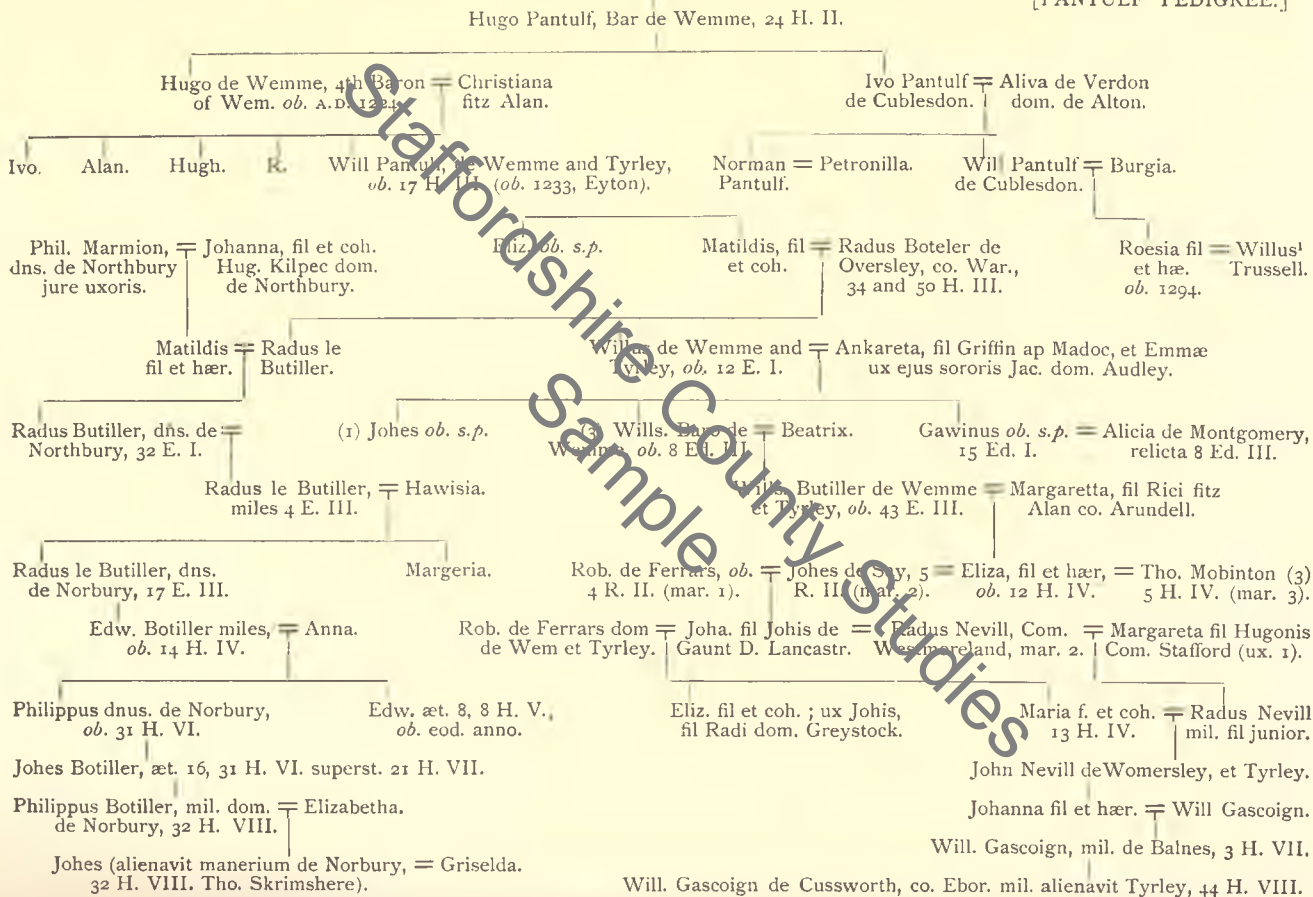 [PANTULF PEDIGREE.]
Hugo Pantulf, Bar de Wemme, 24 H. II.
Hugo de Wemme, 4th Baron = Christiana
of Wem. ob. A.D. 1224. fitz Alan.
Ivo Pantulf = Aliva de Verdon
de Cublesdon. dom. de Alton.
Ivo. Alan. Hugh. R. Will Pantulf, de Wemme and Tyrley,
ob. 17 H. III. (ob. 1233, Eyton).
Norman = Petronilla.
Pantulf.
Will Pantulf = Burgia.
de Cublesdon.
Phil. Marmion, = Johanna, fil et coh.
dns. de Northbury Hug. Kilpec dom.
jure uxoris. de Northbury.
Eliz. ob. s.p.
Matildis, fil = Radus Boteler de
et coh. Oversley, co. War.,
34 and 50 H. III.
Roesia fil = Willus¹
et hæ. Trussell.
ob. 1294.
Matildis = Radus le
fil et hær. Butiller.
Willus de Wemme and = Ankareta, fil Griffin ap Madoc, et Emmæ
Tyrley, ob. 12 E. I. ux ejus sororis Jac. dom. Audley.
Radus Butiller, dns. de =
Northbury, 32 E. I.
(1) Johes ob. s.p.
(3) Wills. Baro de = Beatrix.
Wemme, ob. 8 Ed. III.
Gawinus ob. s.p. = Alicia de Montgomery,
15 Ed. I. relicta 8 Ed. III.
Radus le Butiller, = Hawisia.
miles 4 E. III.
Wills. Butiller de Wemme = Margaretta, fil Rici fitz
et Tyrley, ob. 43 E. III. Alan co. Arundell.
Radus le Butiller, dns.
de Norbury, 17 E. III.
Margeria.
Rob. de Ferrars, ob. = Johes de Say, 5 = Eliza, fil et hær, = Tho. Mobinton (3)
4 R. II. (mar. 1). R. II. (mar. 2). ob. 12 H. IV. 5 H. IV. (mar. 3).
Edw. Botiller miles, = Anna.
ob. 14 H. IV.
Rob. de Ferrars dom = Joha. fil Johis de = Radus Nevill, Com. = Margareta fil Hugonis
de Wem et Tyrley. Gaunt D. Lancastr. Westmoreland, mar. 2. Com. Stafford (ux. 1).
Philippus dnus. de Norbury,
ob. 31 H. VI.
Edw. æt. 8, 8 H. V.,
ob. eod. anno.
Eliz. fil et coh. ; ux Johis,
fil Radi dom. Greystock.
Maria f. et coh. = Radus Nevill
13 H. IV. mil. fil junior.
Johes Botiller, æt. 16, 31 H. VI. superst. 21 H. VII.
John Nevill deWomersley, et Tyrley.
Philippus Botiller, mil. dom. = Elizabetha.
de Norbury, 32 H. VIII.
Johanna fil et hær. = Will Gascoign.
Johes (alienavit manerium de Norbury, = Griselda.
32 H. VIII. Tho. Skrimshere).
Will. Gascoign, mil. de Balnes, 3 H. VII.
Will. Gascoign de Cussworth, co. Ebor. mil. alienavit Tyrley, 44 H. VIII.
Staffordshire County Studies
Sample